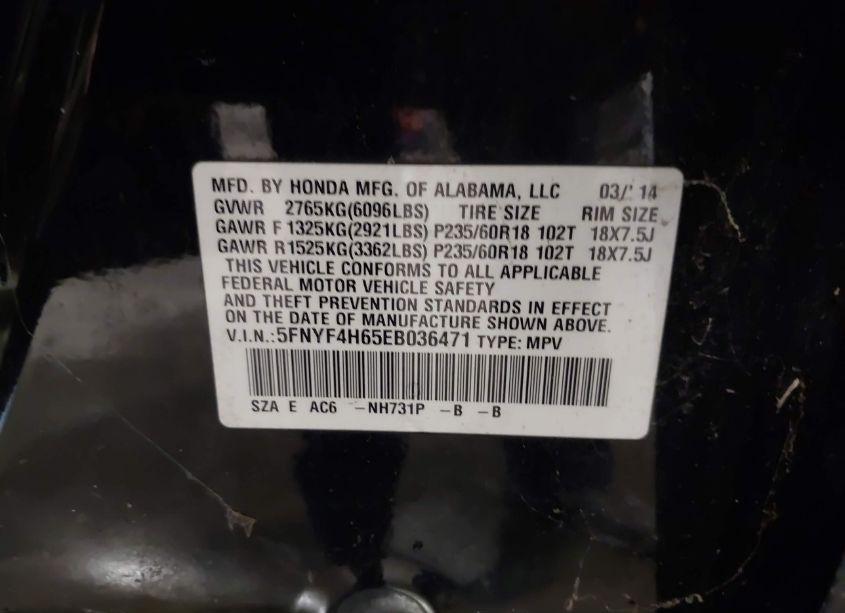 MFD. BY HONDA MFG. OF ALABAMA, LLC 03/'14
GVWR 2765KG(6096LBS) TIRE SIZE RIM SIZE
GAWR F 1325KG(2921LBS) P235/60R18 102T 18X7.5J
GAWR R1525KG(3362LBS) P235/60R18 102T 18X7.5J
THIS VEHICLE CONFORMS TO ALL APPLICABLE
FEDERAL MOTOR VEHICLE SAFETY
AND THEFT PREVENTION STANDARDS IN EFFECT
ON THE DATE OF MANUFACTURE SHOWN ABOVE.
V.I.N.:5FNYF4H65EB036471 TYPE: MPV
SZA E AC6 -NH731P -B -B